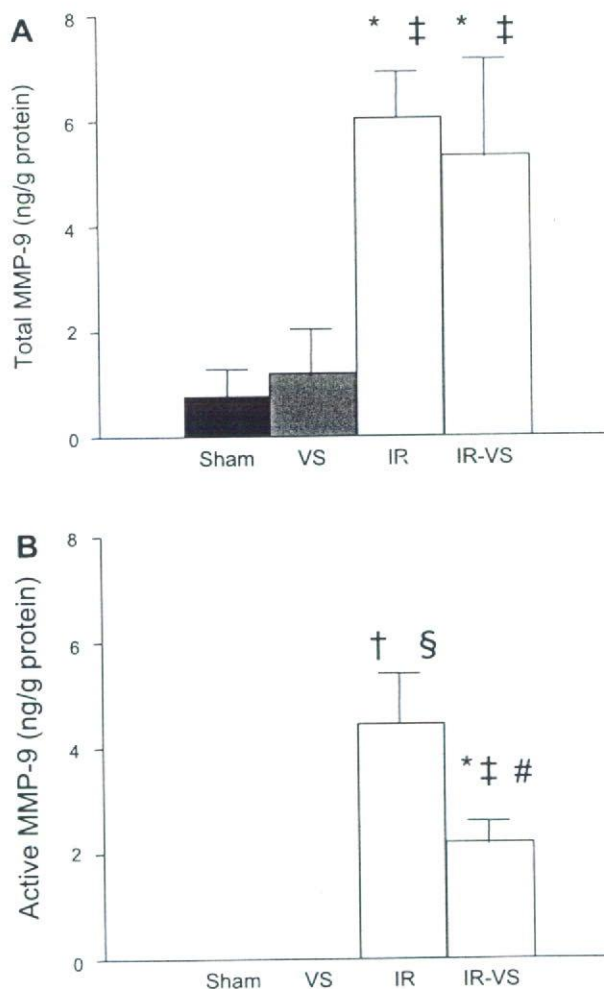 A
Total MMP-9 (ng/g protein)
8
6
4
2
0
* ‡ * ‡
Sham VS IR IR-VS
B
Active MMP-9 (ng/g protein)
8
6
4
2
0
† §
* ‡ #
Sham VS IR IR-VS